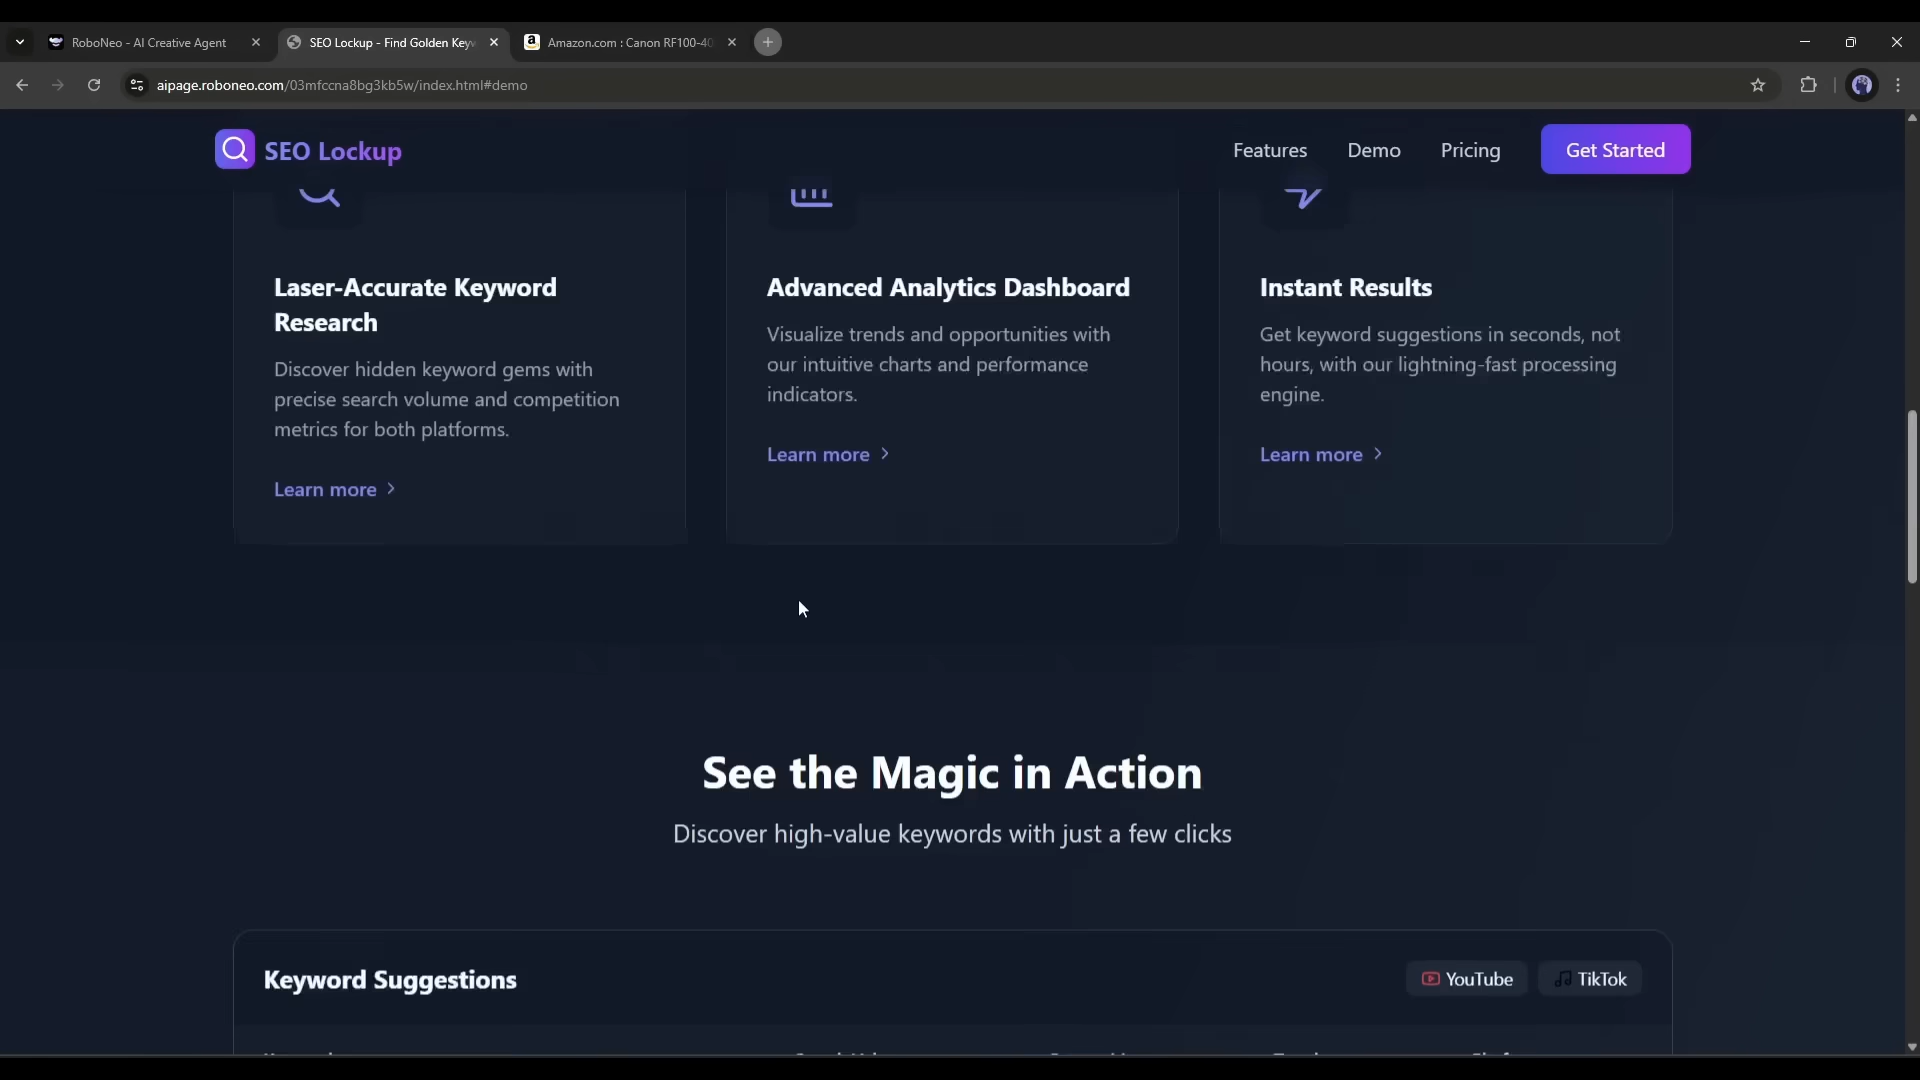 RoboNeo - AI Creative Agent
SEO Lockup - Find Golden Keyw
Amazon.com : Canon RF100-40
aipage.roboneo.com/03mfccna8bg3kb5w/index.html#demo
SEO Lockup
Features
Demo
Pricing
Get Started
Laser-Accurate Keyword
Research
Discover hidden keyword gems with
precise search volume and competition
metrics for both platforms.
Learn more
Advanced Analytics Dashboard
Visualize trends and opportunities with
our intuitive charts and performance
indicators.
Learn more
Instant Results
Get keyword suggestions in seconds, not
hours, with our lightning-fast processing
engine.
Learn more
See the Magic in Action
Discover high-value keywords with just a few clicks
Keyword Suggestions
YouTube
TikTok